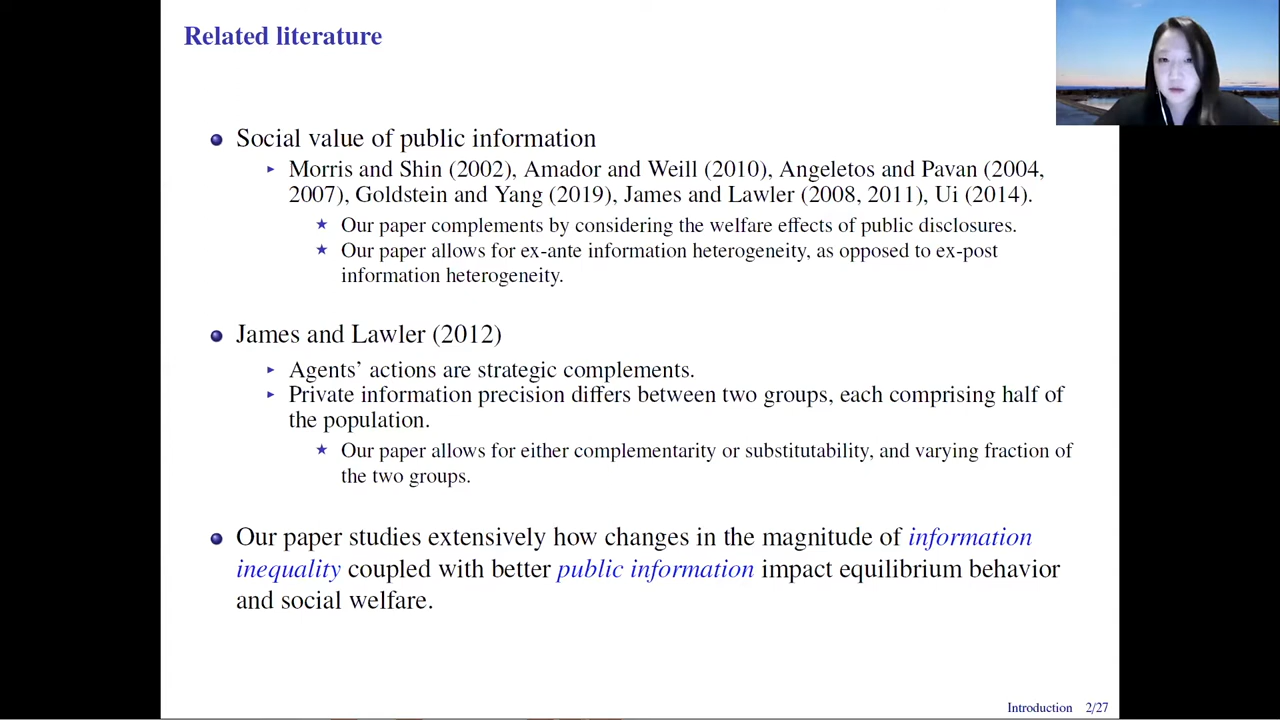 Related literature
Social value of public information
Morris and Shin (2002), Amador and Weill (2010), Angeletos and Pavan (2004,
2007), Goldstein and Yang (2019), James and Lawler (2008, 2011), Ui (2014).
Our paper complements by considering the welfare effects of public disclosures.
Our paper allows for ex-ante information heterogeneity, as opposed to ex-post
information heterogeneity.
James and Lawler (2012)
Agents’ actions are strategic complements.
Private information precision differs between two groups, each comprising half of
the population.
Our paper allows for either complementarity or substitutability, and varying fraction of
the two groups.
Our paper studies extensively how changes in the magnitude of information
inequality coupled with better public information impact equilibrium behavior
and social welfare.
Introduction 2/27